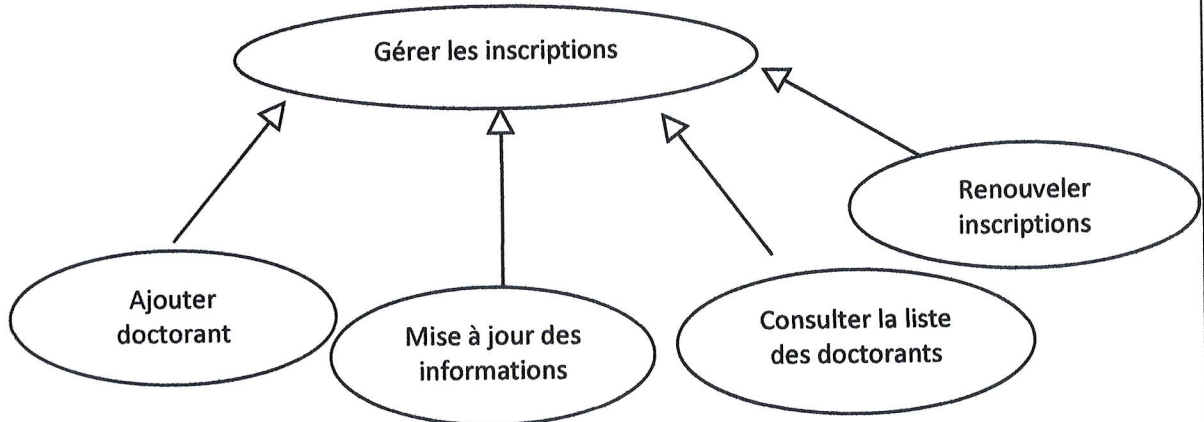 Gérer les inscriptions
Renouveler
inscriptions
Ajouter
doctorant
Mise à jour des
informations
Consulter la liste
des doctorants